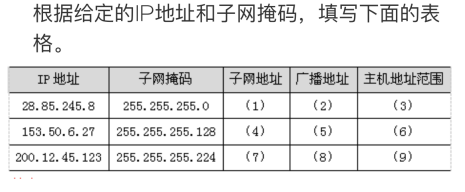 根据给定的IP地址和子网掩码，填写下面的表
格。
IP 地址 子网掩码 子网地址 广播地址 主机地址范围
28.85.245.8 255.255.255.0 （1） （2） （3）
153.50.6.27 255.255.255.128 （4） （5） （6）
200.12.45.123 255.255.255.224 （7） （8） （9）